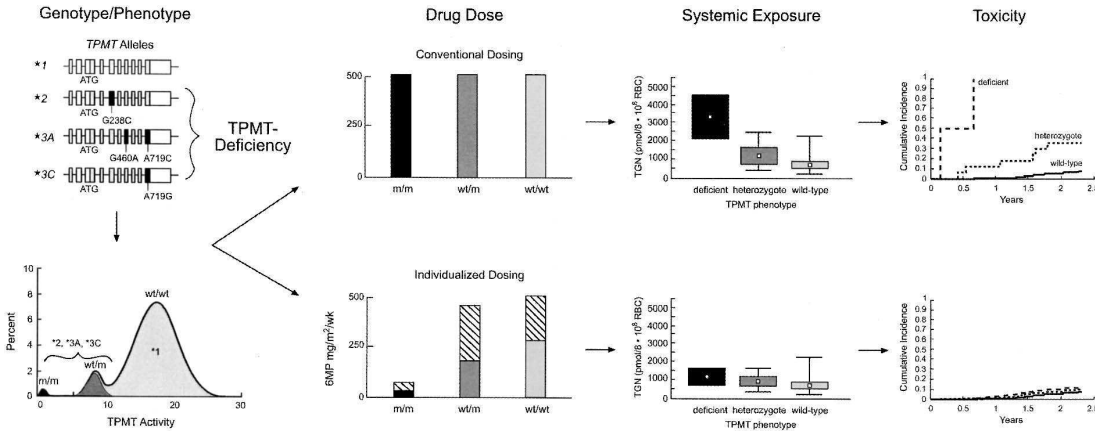 Genotype/Phenotype
TPMT Alleles
*1
ATG
*2
ATG
G238C
*3A
ATG
G460A A719C
*3C
ATG
A719G
TPMT-
Deficiency
10
8
6
4
2
0
Percent
wt/wt
*2, *3A, *3C
*1
wt/m
m/m
0 10 20 30
TPMT Activity
Drug Dose
Conventional Dosing
500
250
0
m/m wt/m wt/wt
Individualized Dosing
6MP mg/m²/wk
500
250
0
m/m wt/m wt/wt
Systemic Exposure
TGN (pmol/8 • 10⁸ RBC)
5000
4000
3000
2000
1000
0
deficient heterozygote wild-type
TPMT phenotype
TGN (pmol/8 • 10⁸ RBC)
5000
4000
3000
2000
1000
0
deficient heterozygote wild-type
TPMT phenotype
Toxicity
Cumulative Incidence
1
0.9
0.8
0.7
0.6
0.5
0.4
0.3
0.2
0.1
0
deficient
heterozygote
wild-type
0 0.5 1 1.5 2 2.5
Years
Cumulative Incidence
1
0.9
0.8
0.7
0.6
0.5
0.4
0.3
0.2
0.1
0
0 0.5 1 1.5 2 2.5
Years